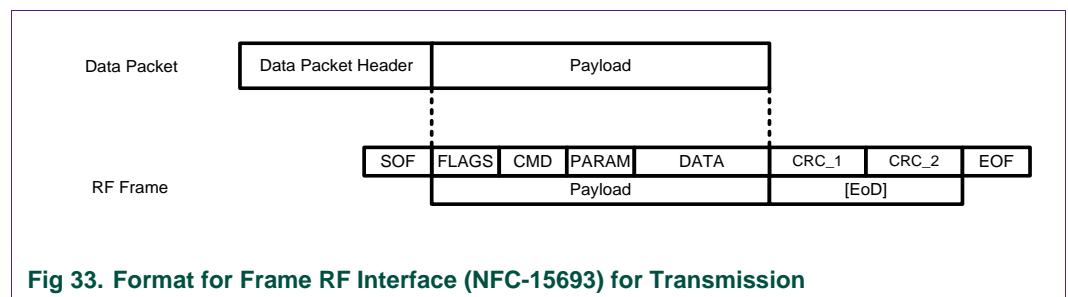 Data Packet Data Packet Header Payload
SOF FLAGS CMD PARAM DATA CRC_1 CRC_2 EOF
RF Frame Payload [EoD]
Fig 33. Format for Frame RF Interface (NFC-15693) for Transmission